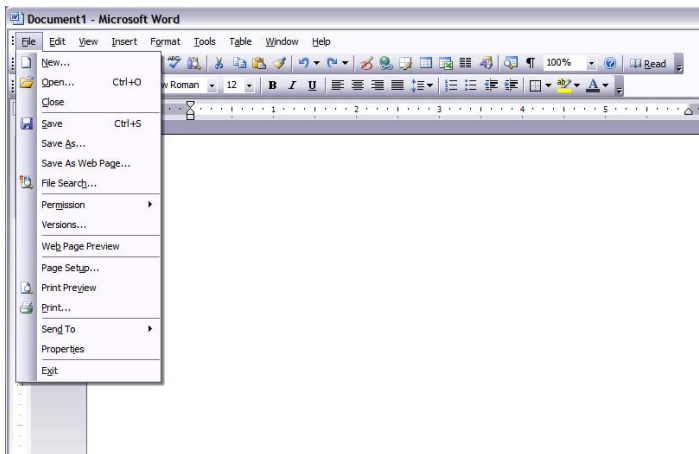 Document1 - Microsoft Word
File Edit View Insert Format Tools Table Window Help
New...
100% Read
Open... Ctrl+O
w Roman 12 B I U
Close
1 2 3 4 5
Save Ctrl+S
Save As...
Save As Web Page...
File Search...
Permission
Versions...
Web Page Preview
Page Setup...
Print Preview
Print...
Send To
Properties
Exit